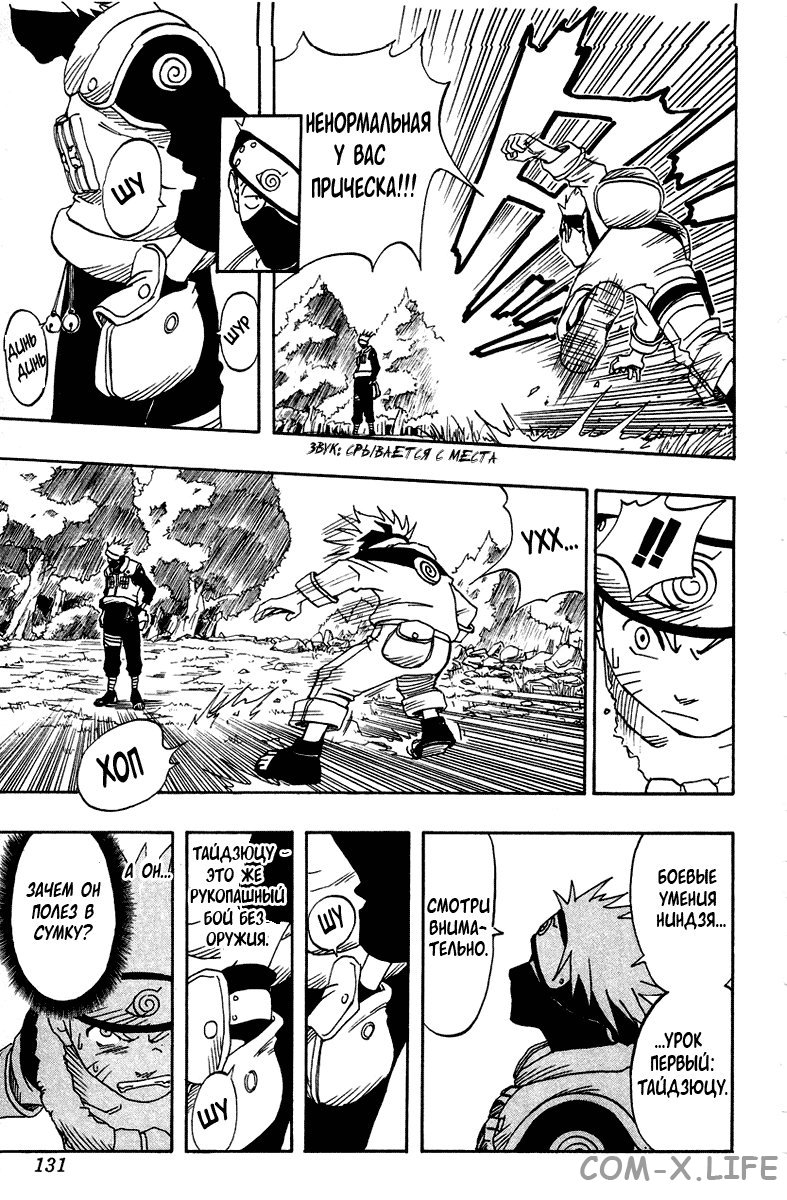 НЕНОРМАЛЬНАЯ
У ВАС
ПРИЧЕСКА!!!
ЗВУК: СРЫВАЕТСЯ С МЕСТА
ШУ
ШУР
ДИНЬ
ДИНЬ
!!
УХХ...
ХОП
БОЕВЫЕ
УМЕНИЯ
НИНДЗЯ...
...УРОК
ПЕРВЫЙ:
ТАЙДЗЮЦУ.
СМОТРИ
ВНИМА-
ТЕЛЬНО.
ШУ
ТАЙДЗЮЦУ -
ЭТО ЖЕ
РУКОПАШНЫЙ
БОЙ БЕЗ
ОРУЖИЯ.
ШУ
А ОН...
ЗАЧЕМ ОН
ПОЛЕЗ В
СУМКУ?
131
COM-X.LIFE